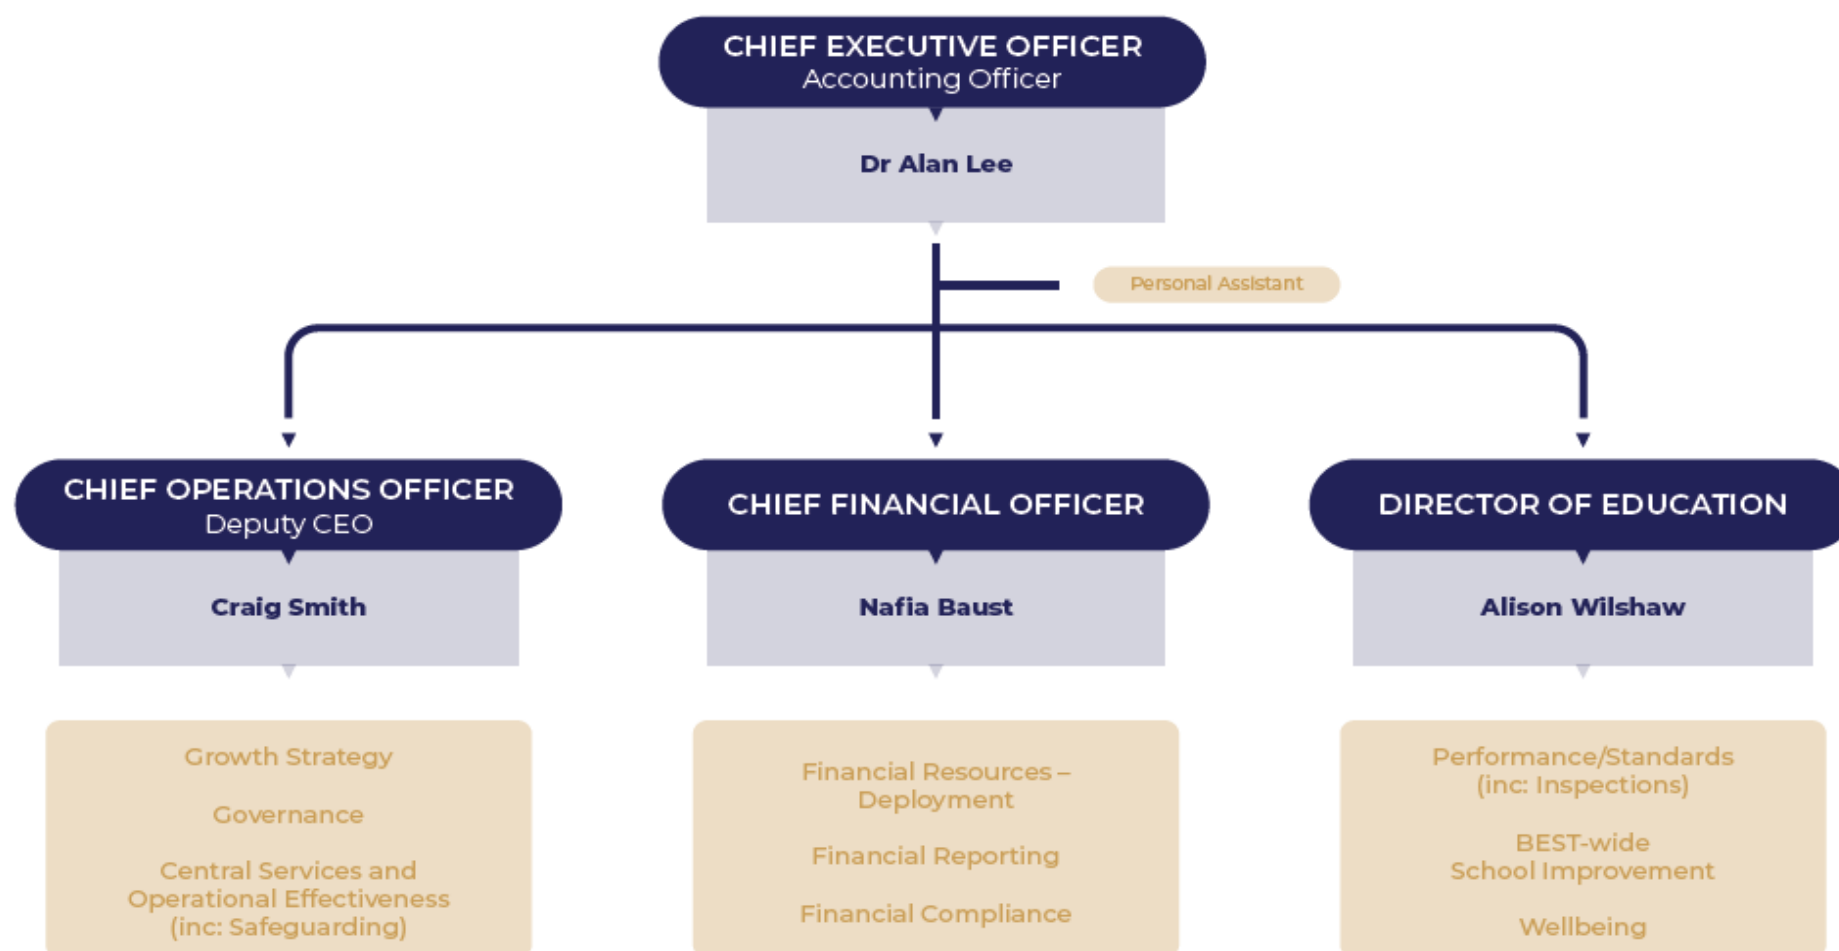 CHIEF EXECUTIVE OFFICER
Accounting Officer
Dr Alan Lee
Personal Assistant
CHIEF OPERATIONS OFFICER
Deputy CEO
Craig Smith
Growth Strategy
Governance
Central Services and
Operational Effectiveness
(inc: Safeguarding)
CHIEF FINANCIAL OFFICER
Nafia Baust
Financial Resources –
Deployment
Financial Reporting
Financial Compliance
DIRECTOR OF EDUCATION
Alison Wilshaw
Performance/Standards
(inc: Inspections)
BEST-wide
School Improvement
Wellbeing